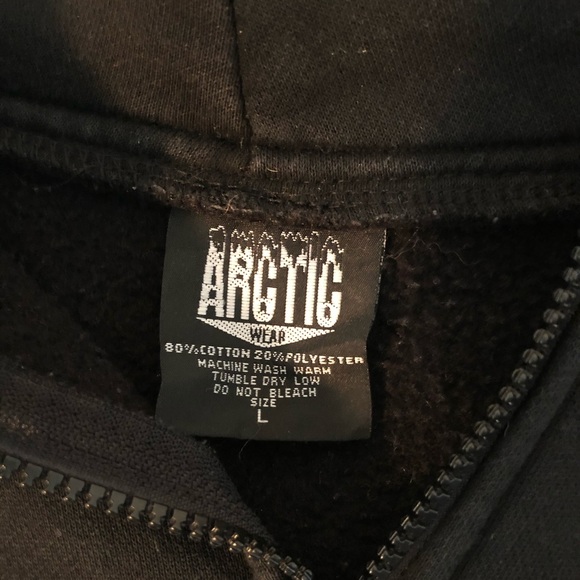 ARCTIC
WEAR
80%COTTON 20%POLYESTER
MACHINE WASH WARM
TUMBLE DRY LOW
DO NOT BLEACH
SIZE
L